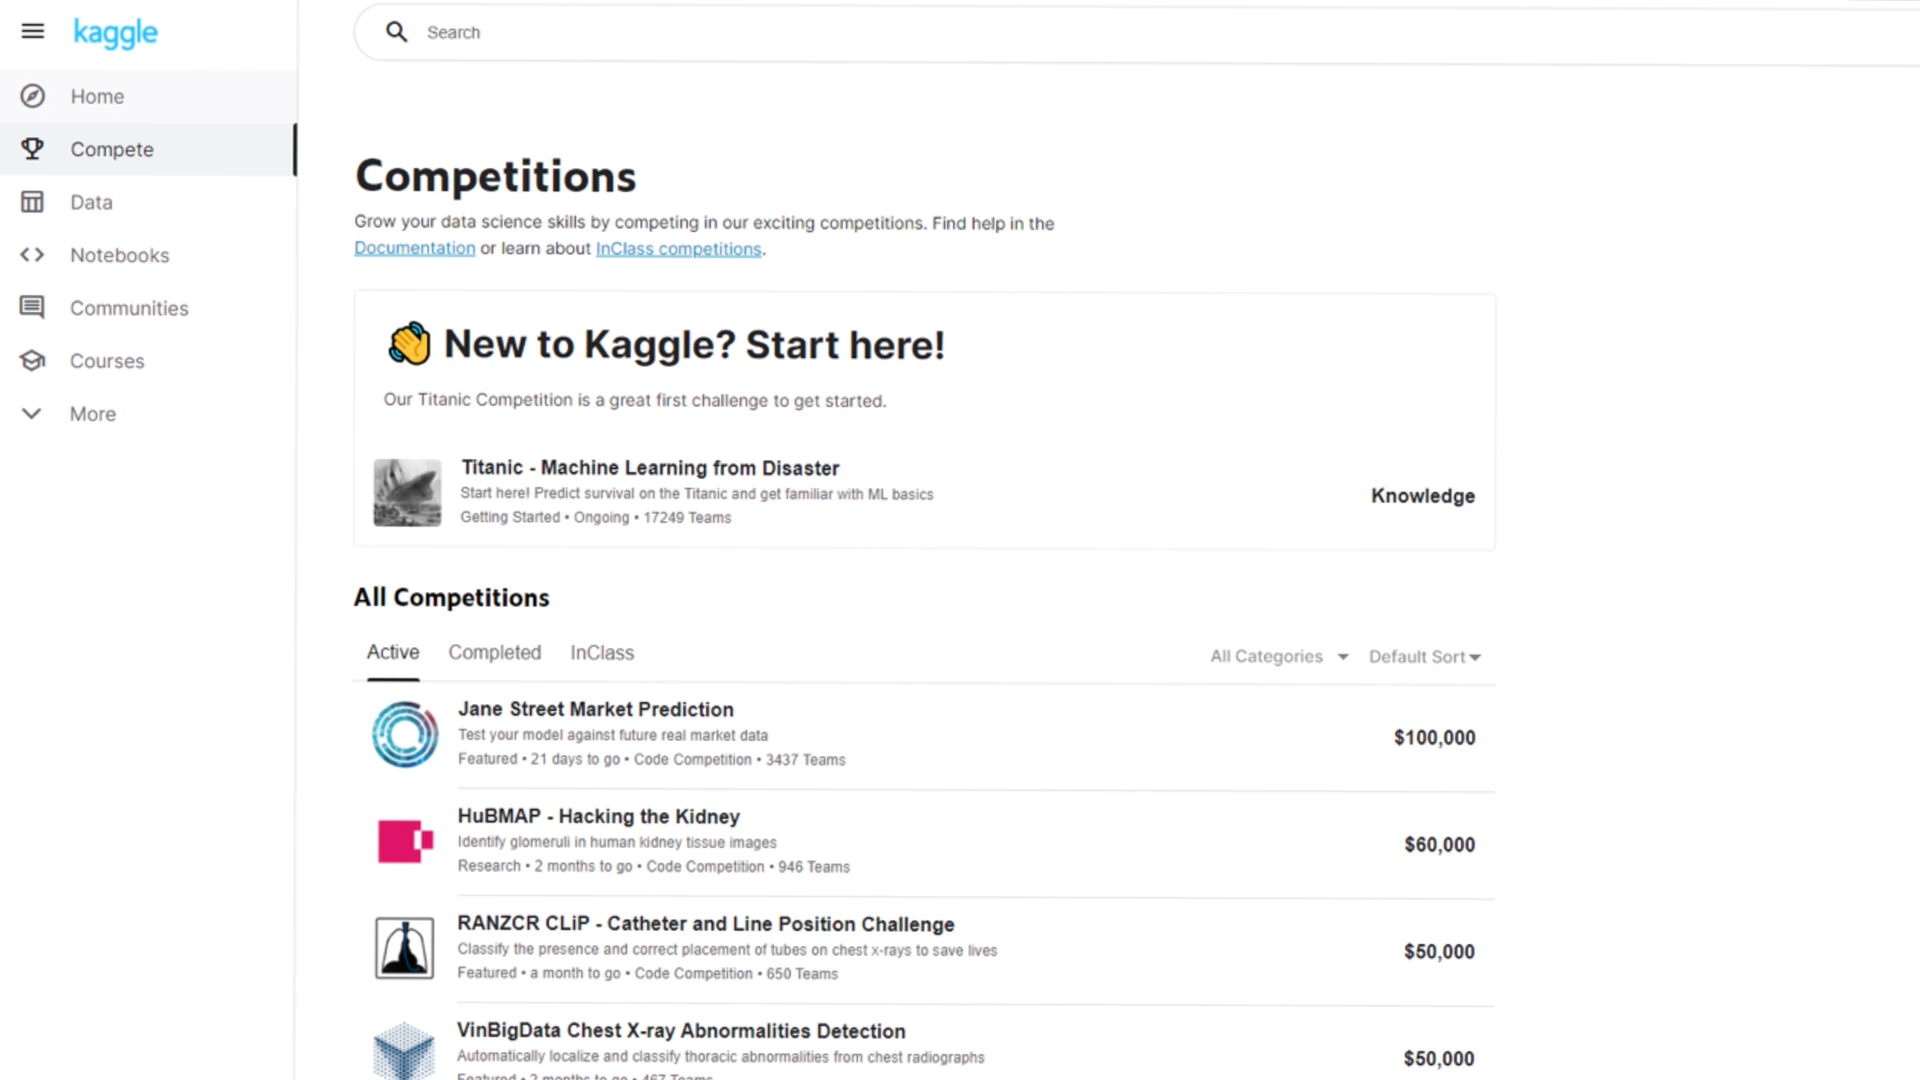 kaggle
Search
Home
Compete
Data
Notebooks
Communities
Courses
More
Competitions
Grow your data science skills by competing in our exciting competitions. Find help in the
Documentation or learn about InClass competitions.
👋 New to Kaggle? Start here!
Our Titanic Competition is a great first challenge to get started.
Titanic - Machine Learning from Disaster
Start here! Predict survival on the Titanic and get familiar with ML basics
Getting Started • Ongoing • 17249 Teams
Knowledge
All Competitions
Active Completed InClass
All Categories Default Sort
Jane Street Market Prediction
Test your model against future real market data
Featured • 21 days to go • Code Competition • 3437 Teams
$100,000
HuBMAP - Hacking the Kidney
Identify glomeruli in human kidney tissue images
Research • 2 months to go • Code Competition • 946 Teams
$60,000
RANZCR CLiP - Catheter and Line Position Challenge
Classify the presence and correct placement of tubes on chest x-rays to save lives
Featured • a month to go • Code Competition • 650 Teams
$50,000
VinBigData Chest X-ray Abnormalities Detection
Automatically localize and classify thoracic abnormalities from chest radiographs
Featured • 2 months to go • 467 Teams
$50,000